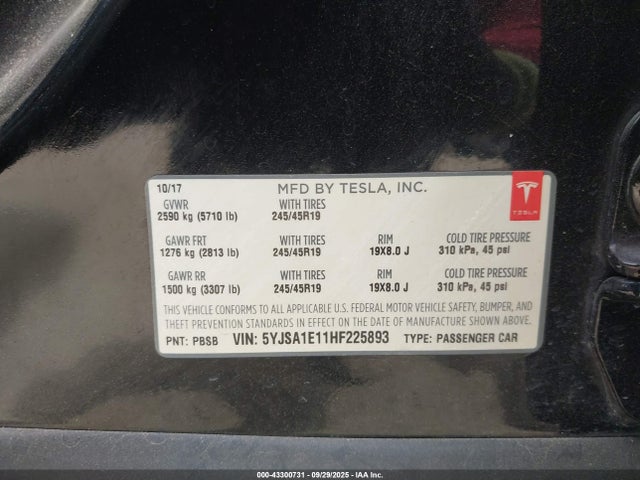 10/17 MFD BY TESLA, INC.
GVWR WITH TIRES
2590 kg (5710 lb) 245/45R19
TESLA
GAWR FRT WITH TIRES RIM COLD TIRE PRESSURE
1276 kg (2813 lb) 245/45R19 19X8.0 J 310 kPa, 45 psi
GAWR RR WITH TIRES RIM COLD TIRE PRESSURE
1500 kg (3307 lb) 245/45R19 19X8.0 J 310 kPa, 45 psi
THIS VEHICLE CONFORMS TO ALL APPLICABLE U.S. FEDERAL MOTOR VEHICLE SAFETY, BUMPER, AND
THEFT PREVENTION STANDARDS IN EFFECT ON THE DATE OF MANUFACTURE SHOWN ABOVE.
PNT: PBSB VIN: 5YJSA1E11HF225893 TYPE: PASSENGER CAR
000-43300731 - 09/29/2025 - IAA Inc.